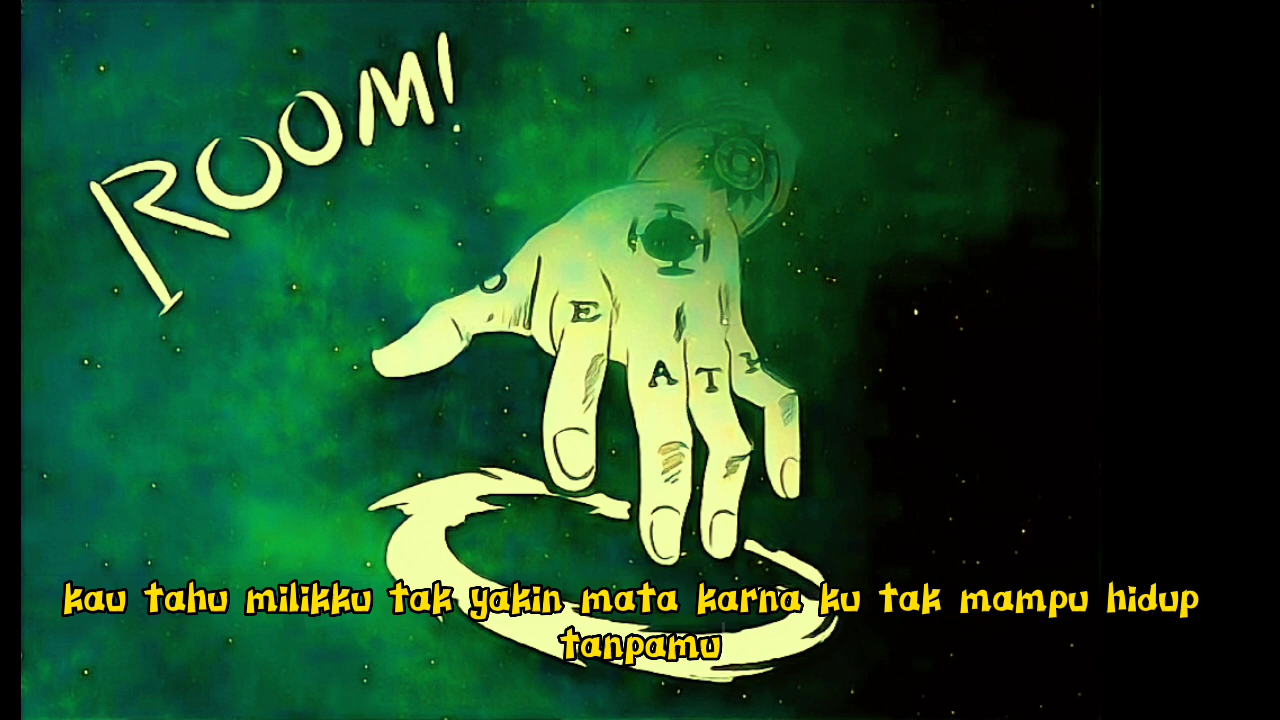 ROOM!
D E A T H
kau tahu milikku tak yakin mata karna ku tak mampu hidup
tanpamu